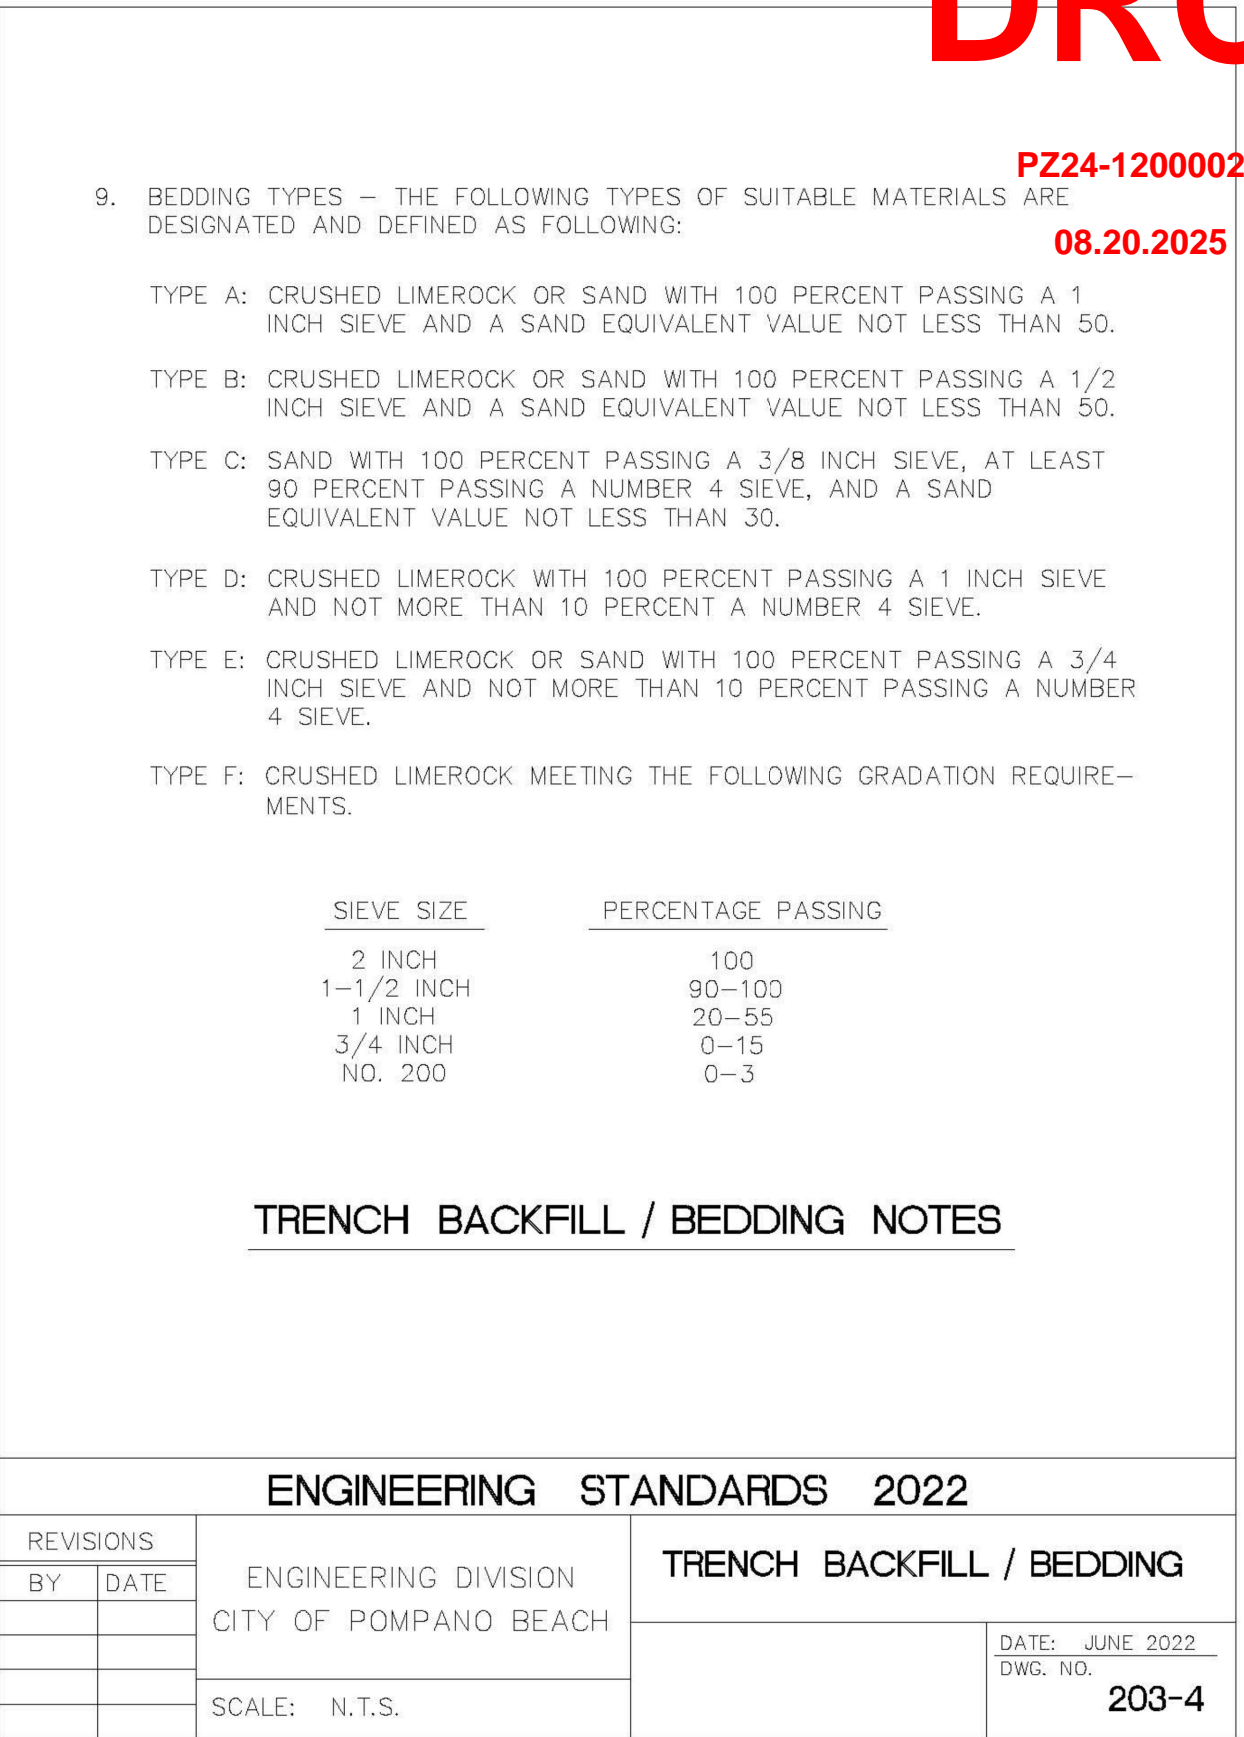 DRC
PZ24-1200002
08.20.2025
9. BEDDING TYPES – THE FOLLOWING TYPES OF SUITABLE MATERIALS ARE
DESIGNATED AND DEFINED AS FOLLOWING:
TYPE A: CRUSHED LIMEROCK OR SAND WITH 100 PERCENT PASSING A 1
INCH SIEVE AND A SAND EQUIVALENT VALUE NOT LESS THAN 50.
TYPE B: CRUSHED LIMEROCK OR SAND WITH 100 PERCENT PASSING A 1/2
INCH SIEVE AND A SAND EQUIVALENT VALUE NOT LESS THAN 50.
TYPE C: SAND WITH 100 PERCENT PASSING A 3/8 INCH SIEVE, AT LEAST
90 PERCENT PASSING A NUMBER 4 SIEVE, AND A SAND
EQUIVALENT VALUE NOT LESS THAN 30.
TYPE D: CRUSHED LIMEROCK WITH 100 PERCENT PASSING A 1 INCH SIEVE
AND NOT MORE THAN 10 PERCENT A NUMBER 4 SIEVE.
TYPE E: CRUSHED LIMEROCK OR SAND WITH 100 PERCENT PASSING A 3/4
INCH SIEVE AND NOT MORE THAN 10 PERCENT PASSING A NUMBER
4 SIEVE.
TYPE F: CRUSHED LIMEROCK MEETING THE FOLLOWING GRADATION REQUIRE–
MENTS.
SIEVE SIZE PERCENTAGE PASSING
2 INCH 100
1–1/2 INCH 90–100
1 INCH 20–55
3/4 INCH 0–15
NO. 200 0–3
TRENCH BACKFILL / BEDDING NOTES
ENGINEERING STANDARDS 2022
REVISIONS
BY DATE
ENGINEERING DIVISION
CITY OF POMPANO BEACH
SCALE: N.T.S.
TRENCH BACKFILL / BEDDING
DATE: JUNE 2022
DWG. NO.
203-4